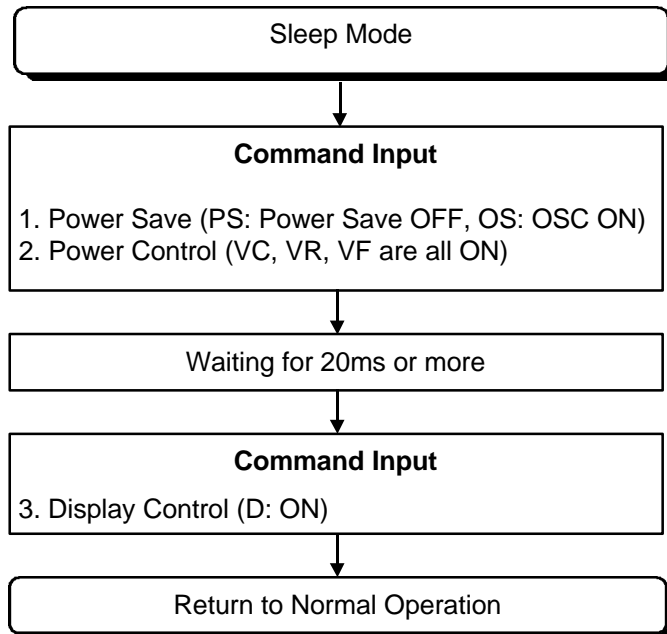 Sleep Mode
Command Input
1. Power Save (PS: Power Save OFF, OS: OSC ON)
2. Power Control (VC, VR, VF are all ON)
Waiting for 20ms or more
Command Input
3. Display Control (D: ON)
Return to Normal Operation